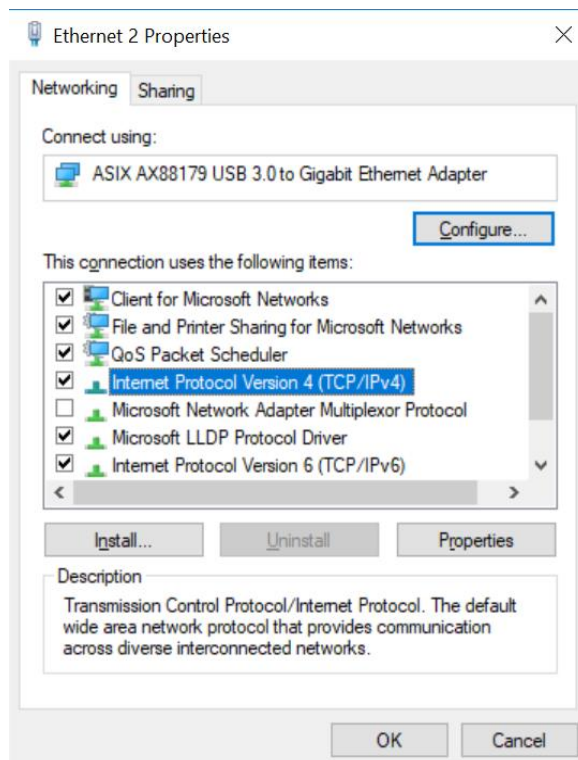 Ethernet 2 Properties
Networking Sharing
Connect using:
ASIX AX88179 USB 3.0 to Gigabit Ethernet Adapter
Configure...
This connection uses the following items:
Client for Microsoft Networks
File and Printer Sharing for Microsoft Networks
QoS Packet Scheduler
Internet Protocol Version 4 (TCP/IPv4)
Microsoft Network Adapter Multiplexor Protocol
Microsoft LLDP Protocol Driver
Internet Protocol Version 6 (TCP/IPv6)
Install... Uninstall Properties
Description
Transmission Control Protocol/Internet Protocol. The default
wide area network protocol that provides communication
across diverse interconnected networks.
OK Cancel